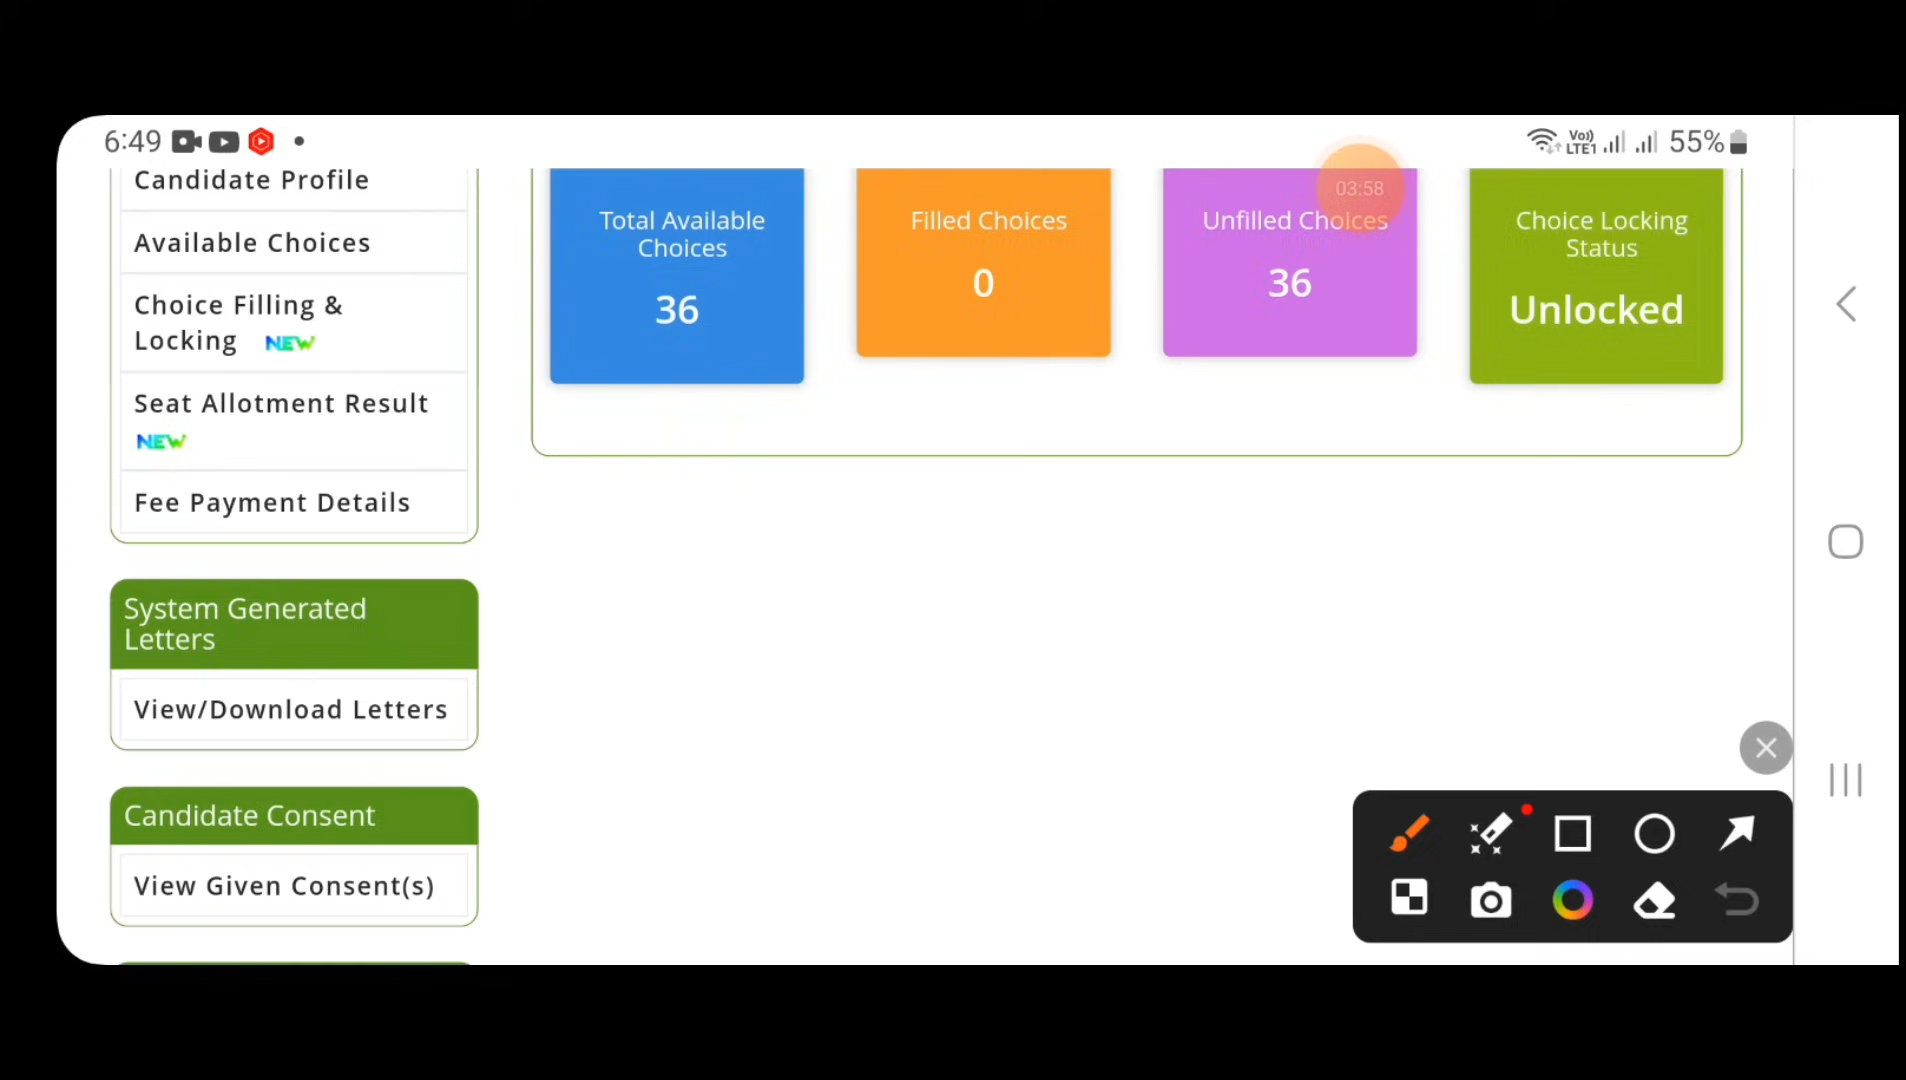 6:49
Vo))
LTE1
55%
Candidate Profile
Available Choices
Choice Filling &
Locking NEW
Seat Allotment Result
NEW
Fee Payment Details
System Generated
Letters
View/Download Letters
Candidate Consent
View Given Consent(s)
Total Available
Choices
36
Filled Choices
0
03:58
Unfilled Choices
36
Choice Locking
Status
Unlocked